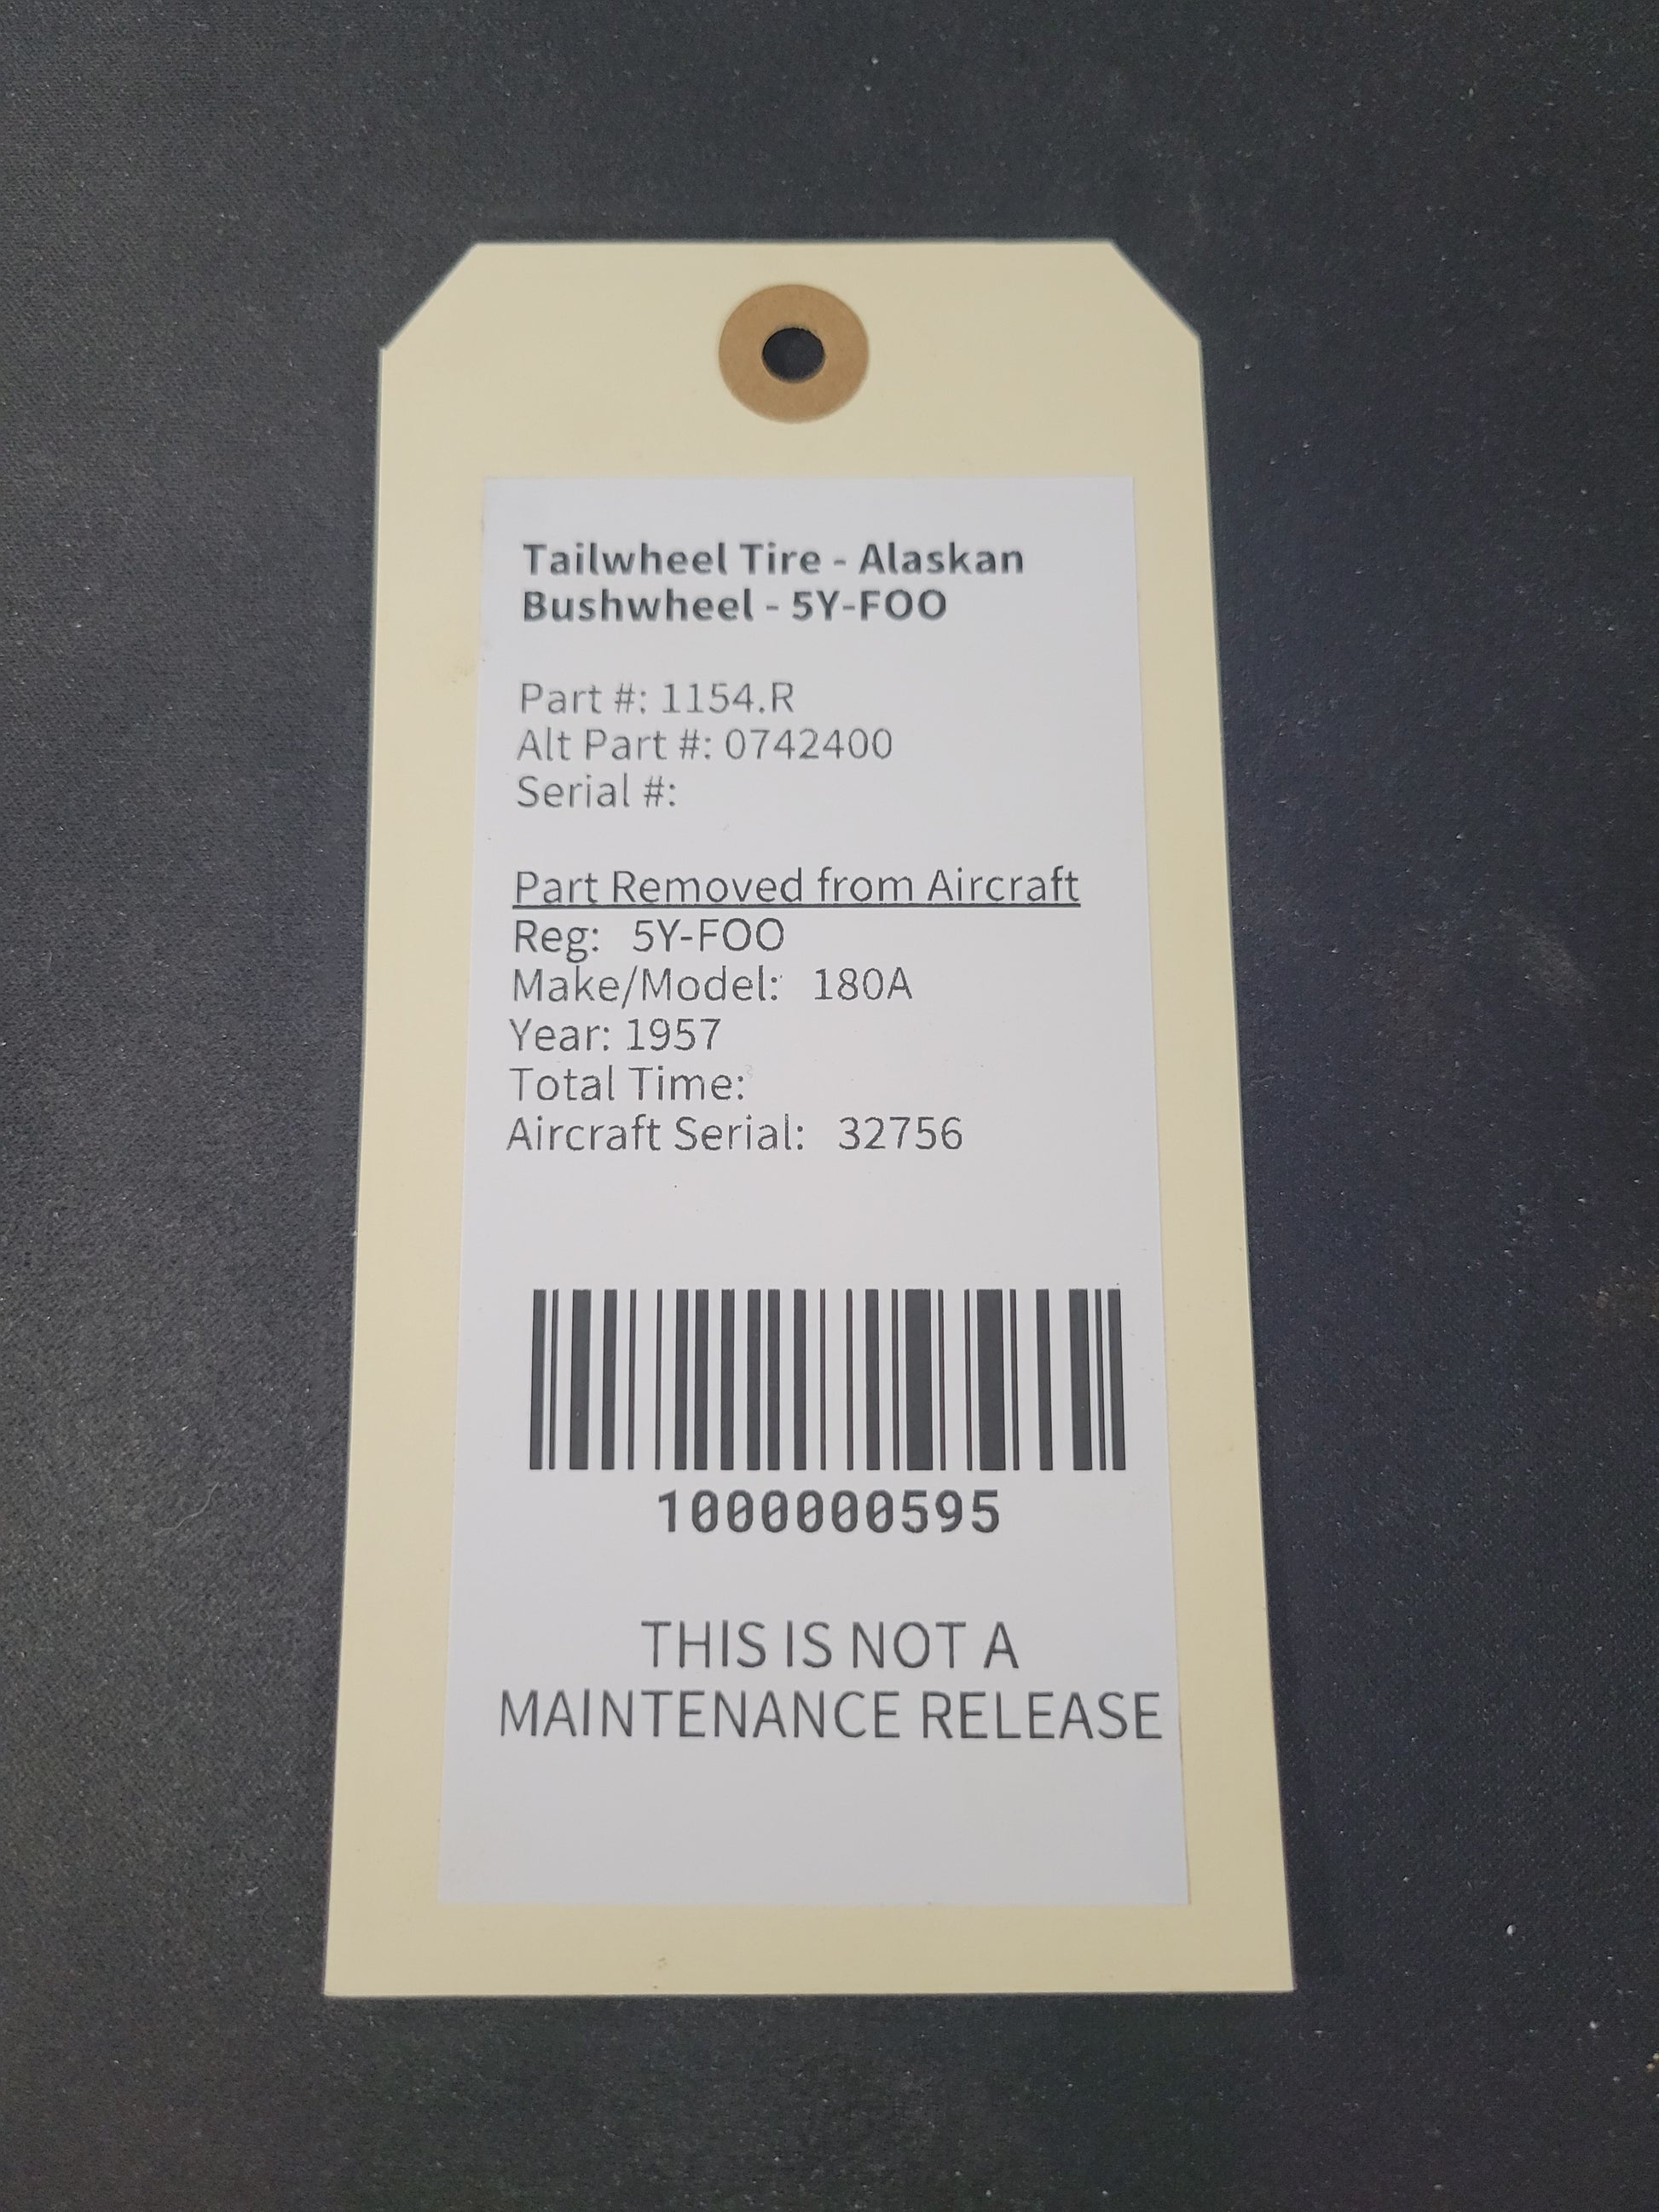 Tailwheel Tire - Alaskan
Bushwheel - 5Y-FOO
Part #: 1154.R
Alt Part #: 0742400
Serial #:
Part Removed from Aircraft
Reg: 5Y-FOO
Make/Model: 180A
Year: 1957
Total Time:
Aircraft Serial: 32756
1000000595
THIS IS NOT A
MAINTENANCE RELEASE